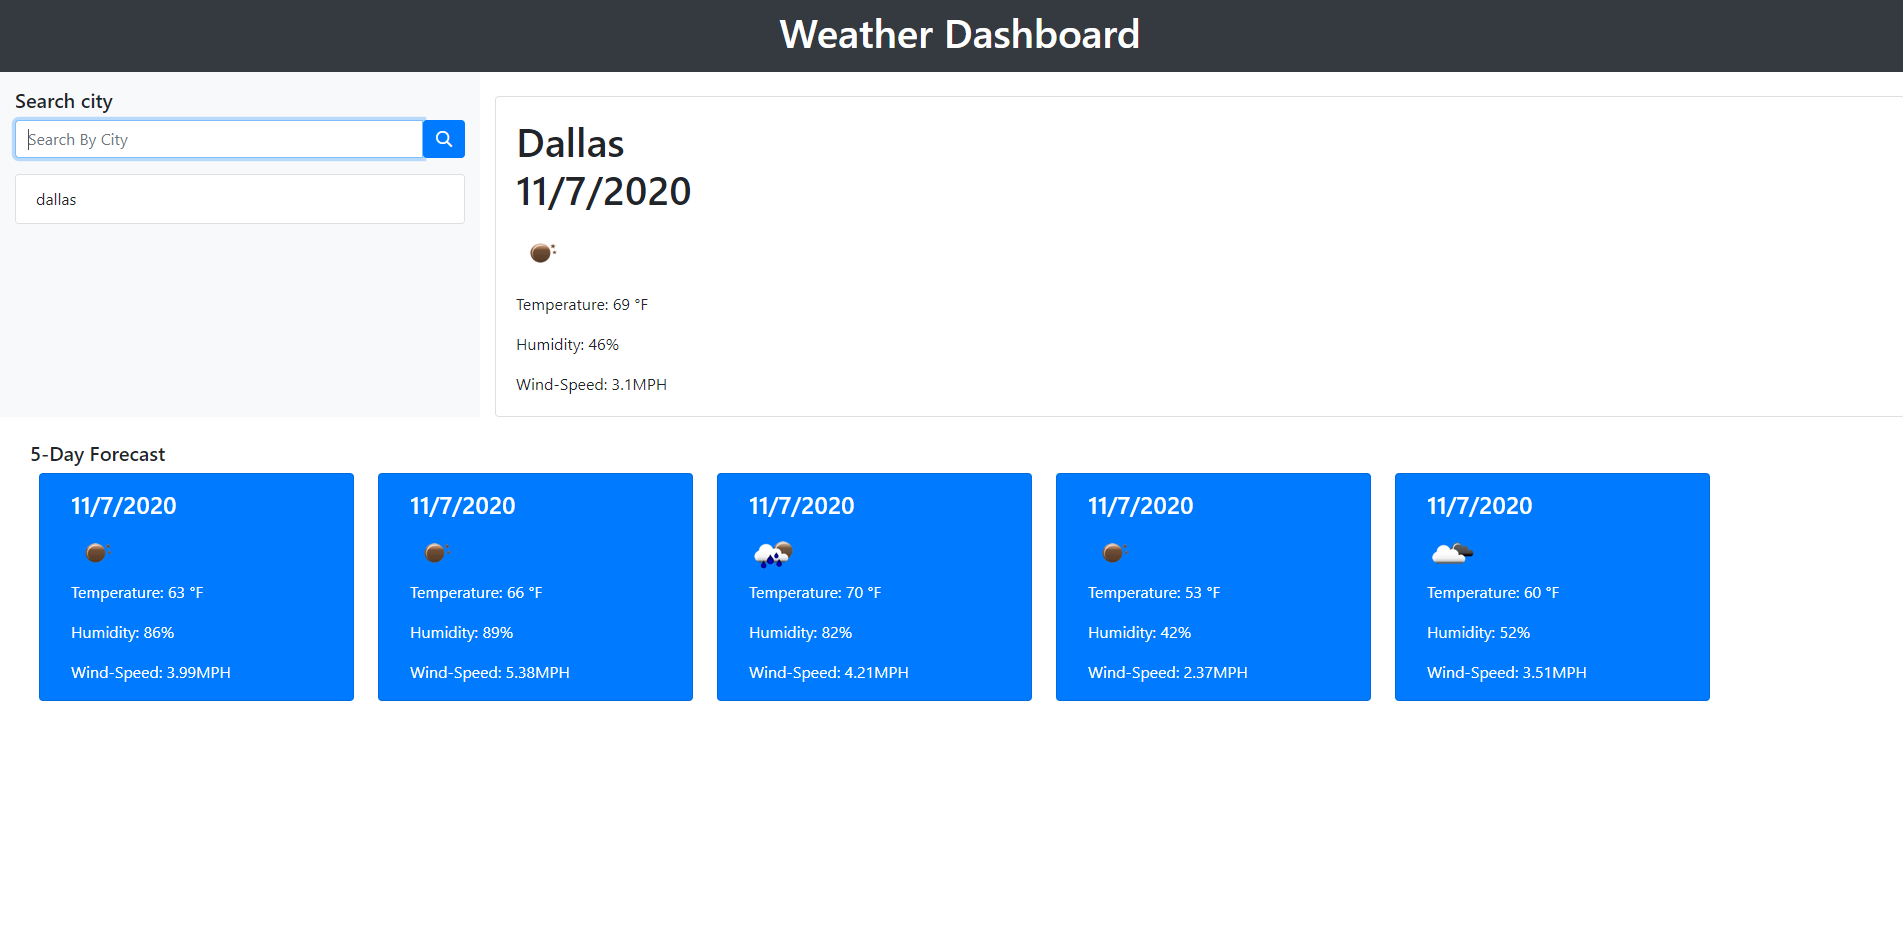 Weather Dashboard
Search city
Search By City
dallas
Dallas
11/7/2020
Temperature: 69 °F
Humidity: 46%
Wind-Speed: 3.1MPH
5-Day Forecast
11/7/2020
Temperature: 63 °F
Humidity: 86%
Wind-Speed: 3.99MPH
11/7/2020
Temperature: 66 °F
Humidity: 89%
Wind-Speed: 5.38MPH
11/7/2020
Temperature: 70 °F
Humidity: 82%
Wind-Speed: 4.21MPH
11/7/2020
Temperature: 53 °F
Humidity: 42%
Wind-Speed: 2.37MPH
11/7/2020
Temperature: 60 °F
Humidity: 52%
Wind-Speed: 3.51MPH